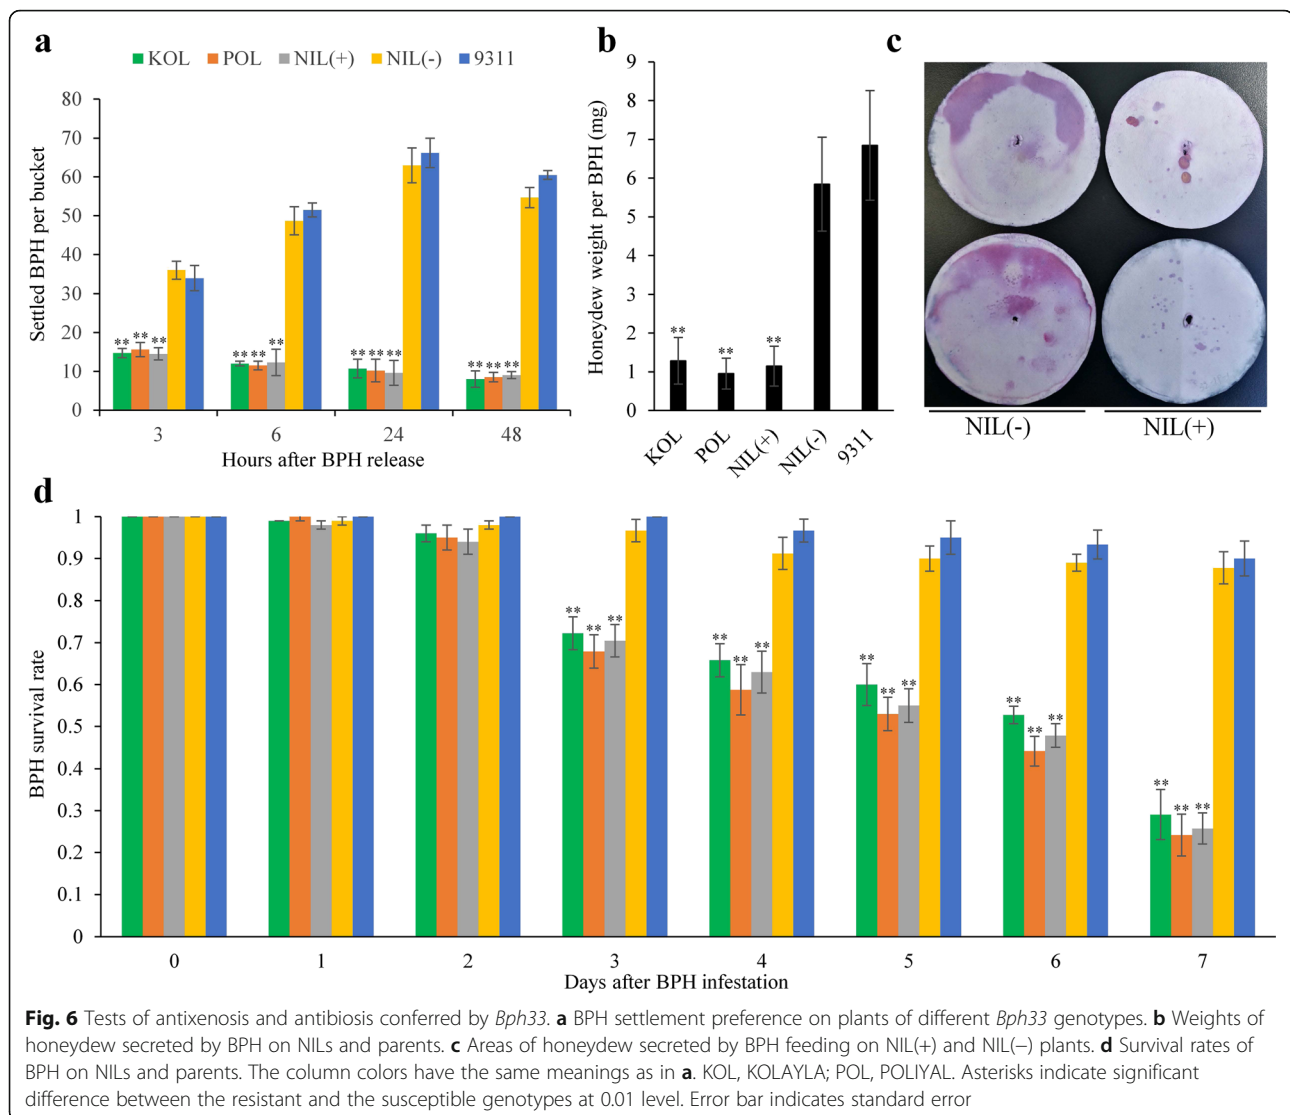 a
KOL POL NIL(+) NIL(-) 9311
80
70
60
50
40
30
20
10
0
Settled BPH per bucket
** ** ** ** ** ** ** ** ** ** ** **
3 6 24 48
Hours after BPH release
b
9
8
7
6
5
4
3
2
1
0
Honeydew weight per BPH (mg)
** ** **
KOL POL NIL(+) NIL(-) 9311
c
NIL(-) NIL(+)
d
1
0.9
0.8
0.7
0.6
0.5
0.4
0.3
0.2
0.1
0
BPH survival rate
** ** ** ** ** ** ** ** ** ** ** ** ** ** **
0 1 2 3 4 5 6 7
Days after BPH infestation
Fig. 6 Tests of antixenosis and antibiosis conferred by Bph33. a BPH settlement preference on plants of different Bph33 genotypes. b Weights of
honeydew secreted by BPH on NILs and parents. c Areas of honeydew secreted by BPH feeding on NIL(+) and NIL(−) plants. d Survival rates of
BPH on NILs and parents. The column colors have the same meanings as in a. KOL, KOLAYLA; POL, POLIYAL. Asterisks indicate significant
difference between the resistant and the susceptible genotypes at 0.01 level. Error bar indicates standard error